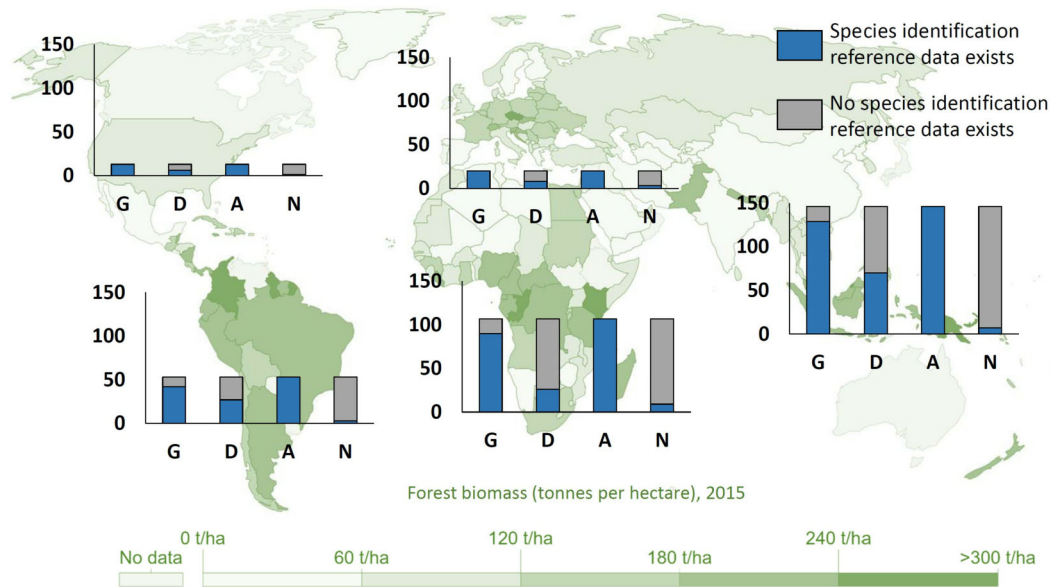 Species identification
reference data exists
No species identification
reference data exists
150
100
50
0
G D A N
150
100
50
0
G D A N
150
100
50
0
G D A N
150
100
50
0
G D A N
150
100
50
0
G D A N
Forest biomass (tonnes per hectare), 2015
No data 0 t/ha 60 t/ha 120 t/ha 180 t/ha 240 t/ha >300 t/ha